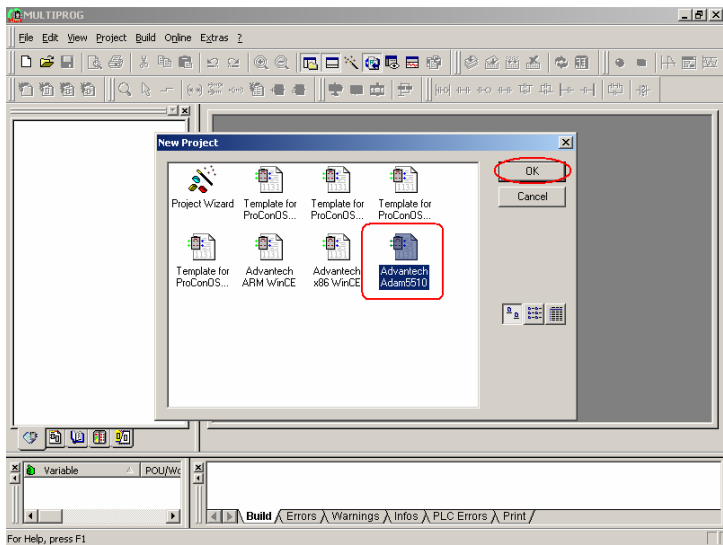 MULTIPROG
File Edit View Project Build Online Extras ?
New Project
Project Wizard
Template for ProConOS...
Template for ProConOS...
Template for ProConOS...
OK
Cancel
Template for ProConOS...
Advantech ARM WinCE
Advantech x86 WinCE
Advantech Adam5510
Variable
POU/Wo
Build Errors Warnings Infos PLC Errors Print
For Help, press F1